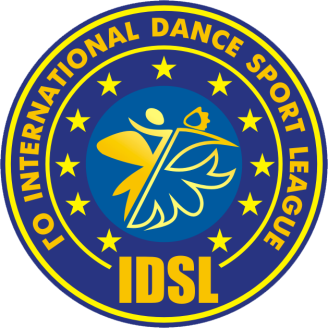 ГО INTERNATIONAL DANCE SPORT LEAGUE
IDSL